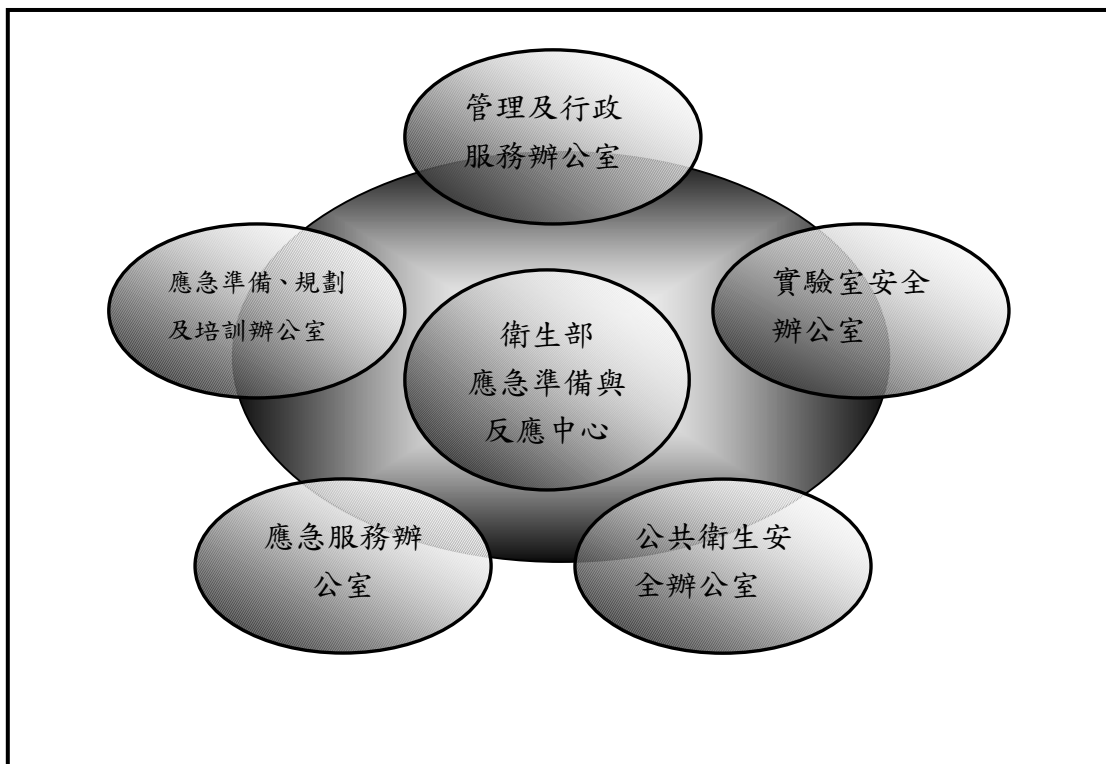 管理及行政
服務辦公室
應急準備、規劃
及培訓辦公室
實驗室安全
辦公室
衛生部
應急準備與
反應中心
應急服務辦
公室
公共衛生安
全辦公室